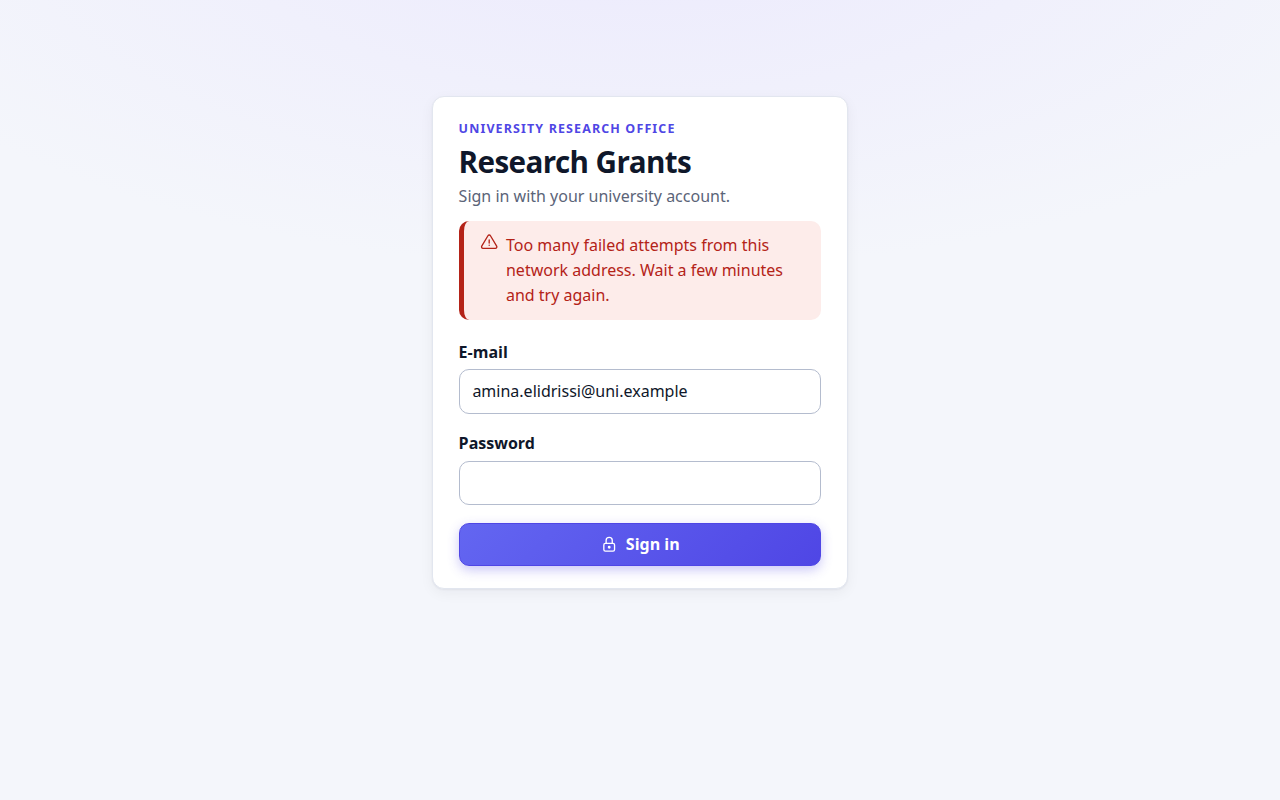 UNIVERSITY RESEARCH OFFICE
Research Grants
Sign in with your university account.
Too many failed attempts from this
network address. Wait a few minutes
and try again.
E-mail
amina.elidrissi@uni.example
Password
Sign in